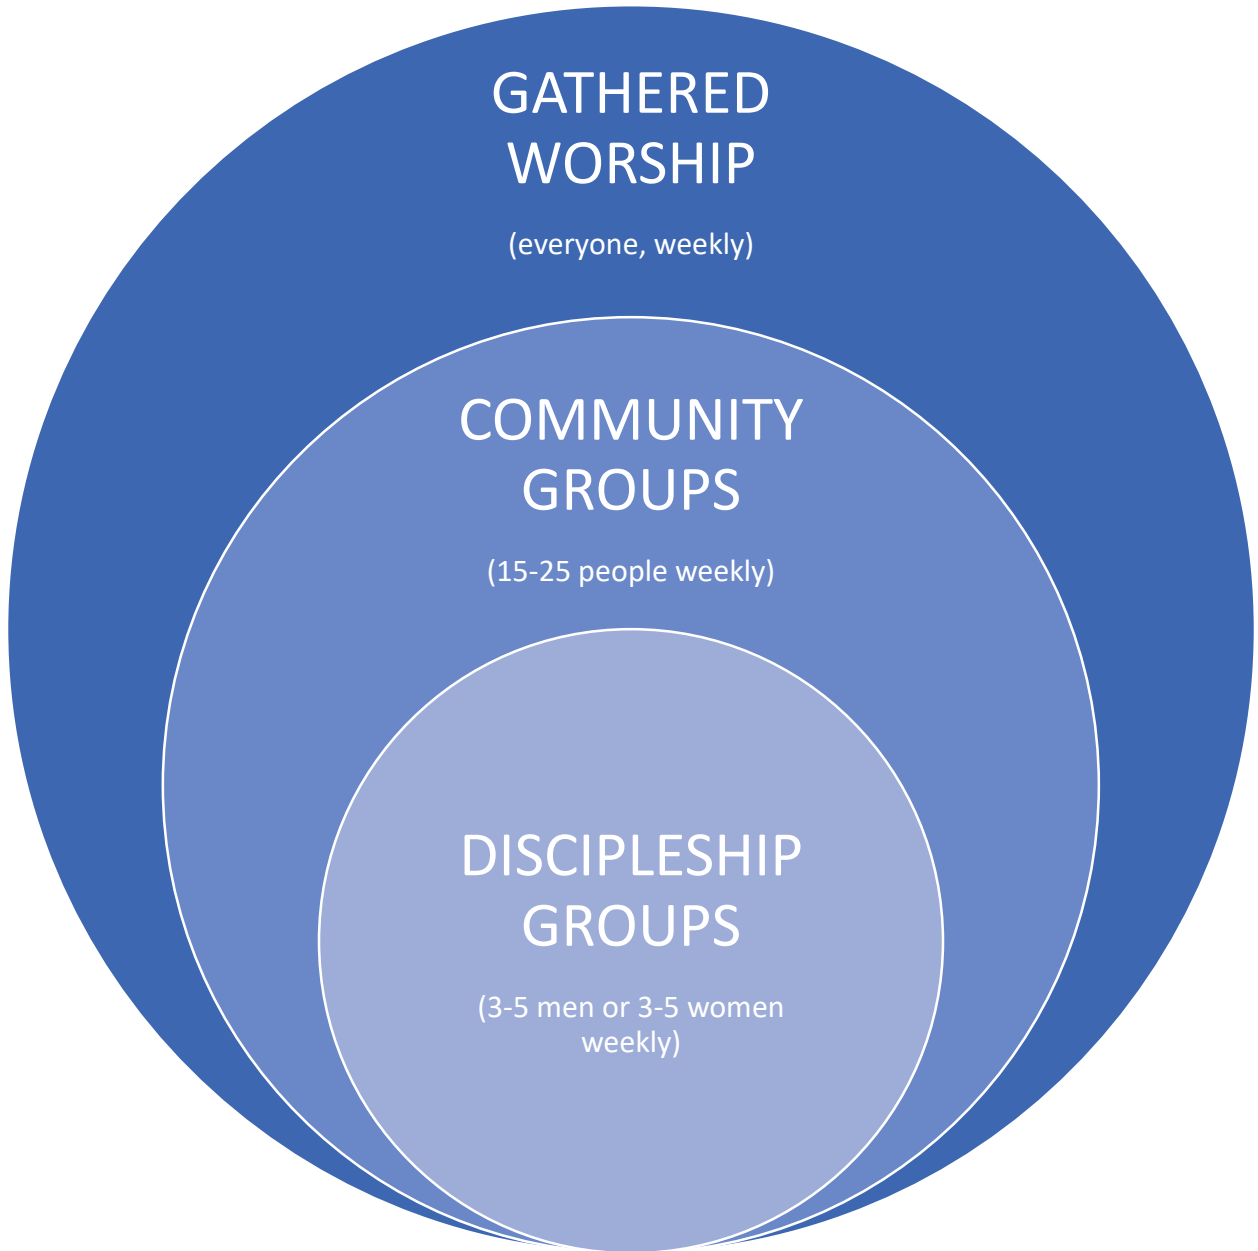 GATHERED
WORSHIP
(everyone, weekly)
COMMUNITY
GROUPS
(15-25 people weekly)
DISCIPLESHIP
GROUPS
(3-5 men or 3-5 women
weekly)